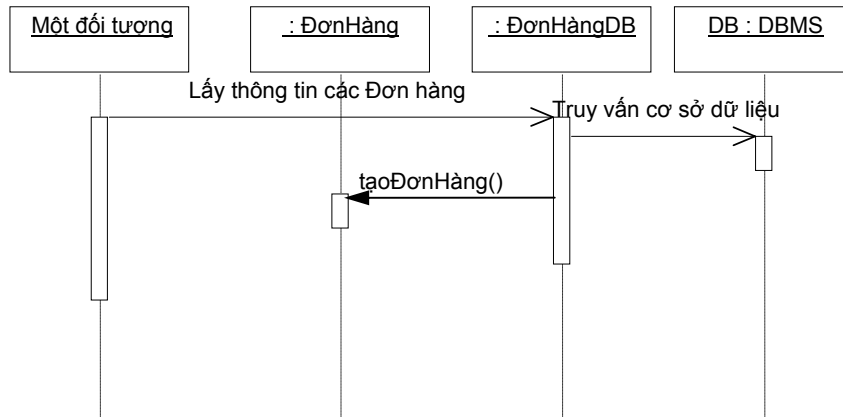 Một đối tượng
: ĐơnHàng
: ĐơnHàngDB
DB : DBMS
Lấy thông tin các Đơn hàng
Truy vấn cơ sở dữ liệu
tạoĐơnHàng()